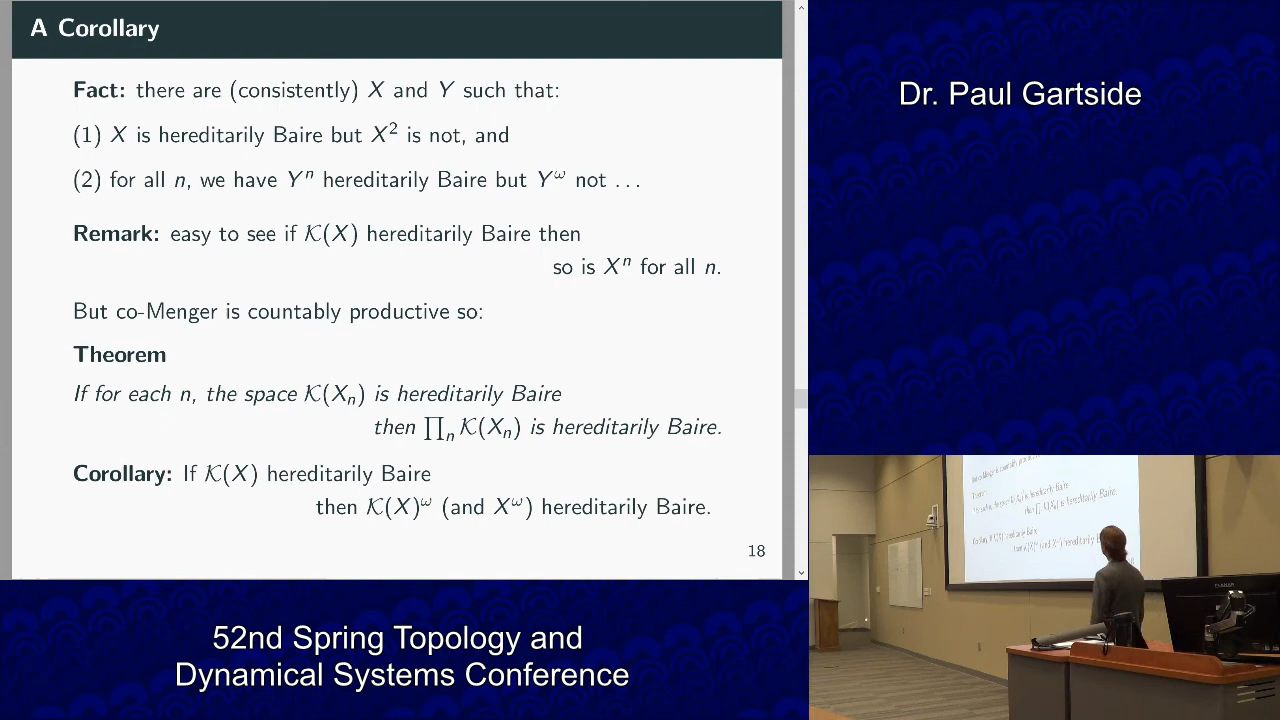 A Corollary
Fact: there are (consistently) X and Y such that:
(1) X is hereditarily Baire but X² is not, and
(2) for all n, we have Yⁿ hereditarily Baire but Y^ω not ...
Remark: easy to see if 𝒦(X) hereditarily Baire then
so is Xⁿ for all n.
But co-Menger is countably productive so:
Theorem
If for each n, the space 𝒦(Xₙ) is hereditarily Baire
then ∏ₙ 𝒦(Xₙ) is hereditarily Baire.
Corollary: If 𝒦(X) hereditarily Baire
then 𝒦(X)^ω (and X^ω) hereditarily Baire.
18
Dr. Paul Gartside
52nd Spring Topology and
Dynamical Systems Conference